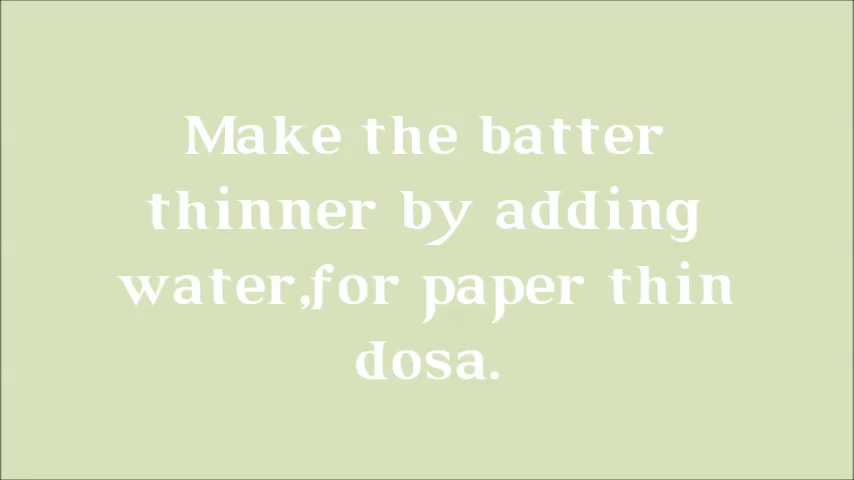 Make the batter
thinner by adding
water,for paper thin
dosa.